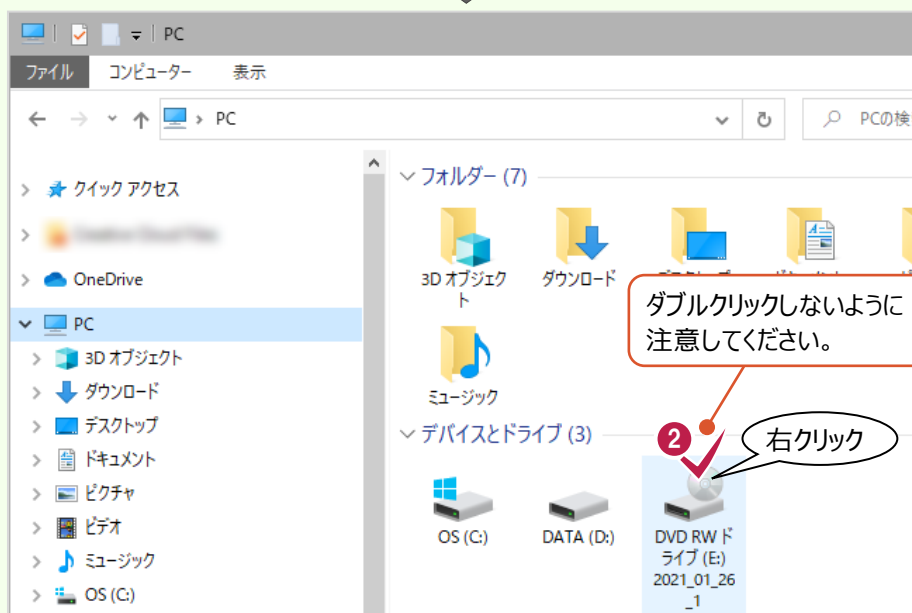 PC
ファイル コンピューター 表示
PC
PCの検
クイック アクセス
OneDrive
PC
3D オブジェクト
ダウンロード
デスクトップ
ドキュメント
ピクチャ
ビデオ
ミュージック
OS (C:)
フォルダー (7)
3D オブジェク
ト
ダウンロード
ダブルクリックしないように
注意してください。
ミュージック
デバイスとドライブ (3)
2
右クリック
OS (C:)
DATA (D:)
DVD RW ド
ライブ (E:)
2021_01_26
_1